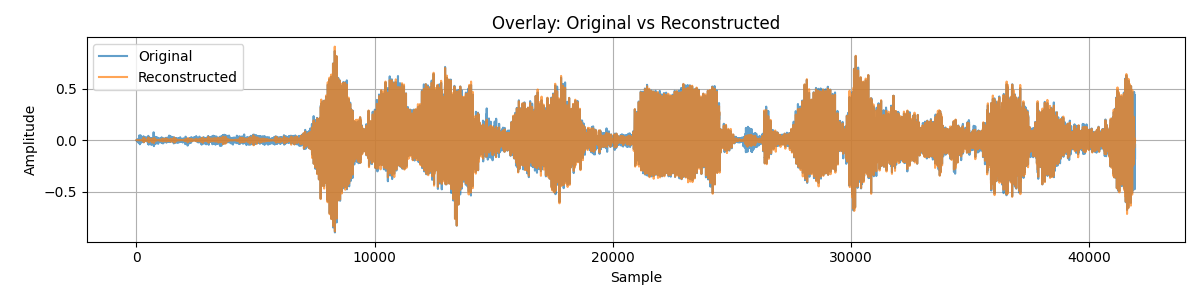 Overlay: Original vs Reconstructed
Original
Reconstructed
Amplitude
0.5
0.0
−0.5
0
10000
20000
30000
40000
Sample